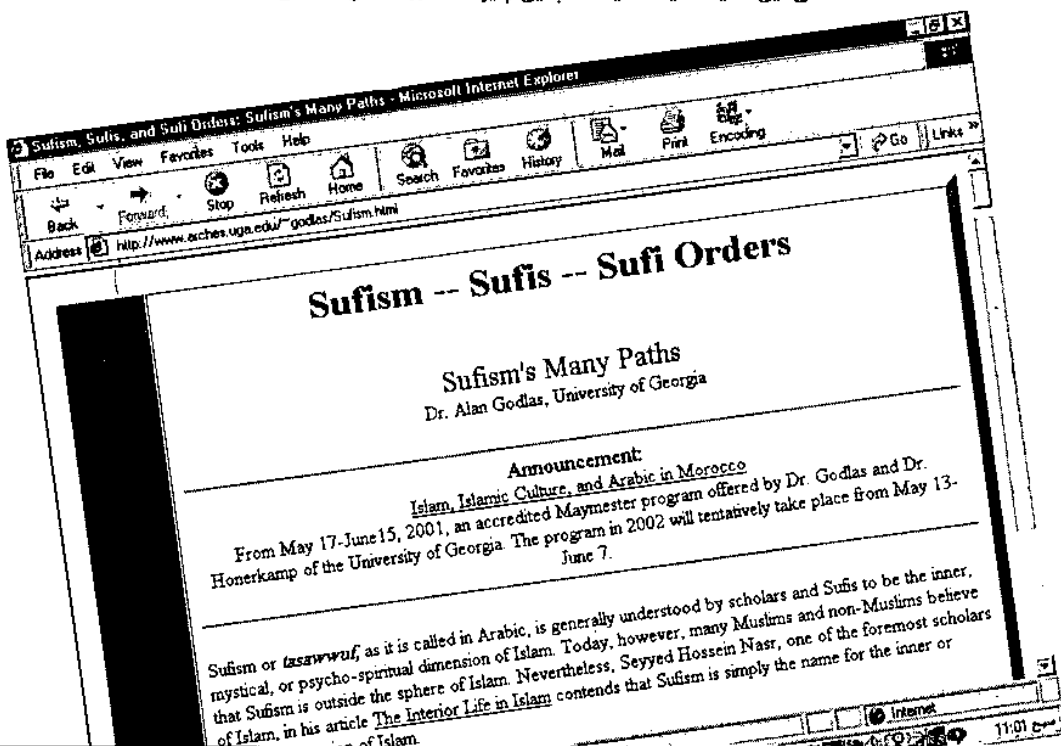 Sufism, Sufis, and Sufi Orders: Sufism's Many Paths - Microsoft Internet Explorer
File Edit View Favorites Tools Help
Back Forward Stop Refresh Home Search Favorites History Mail Print Encoding
Address http://www.arches.uga.edu/~godlas/Sufism.html Go Links »
Sufism -- Sufis -- Sufi Orders
Sufism's Many Paths
Dr. Alan Godlas, University of Georgia
Announcement:
Islam, Islamic Culture, and Arabic in Morocco
From May 17-June15, 2001, an accredited Maymester program offered by Dr. Godlas and Dr.
Honerkamp of the University of Georgia. The program in 2002 will tentatively take place from May 13-
June 7.
Sufism or tasawwuf, as it is called in Arabic, is generally understood by scholars and Sufis to be the inner,
mystical, or psycho-spiritual dimension of Islam. Today, however, many Muslims and non-Muslims believe
that Sufism is outside the sphere of Islam. Nevertheless, Seyyed Hossein Nasr, one of the foremost scholars
of Islam, in his article The Interior Life in Islam contends that Sufism is simply the name for the inner or
of Islam.
Internet
11:01